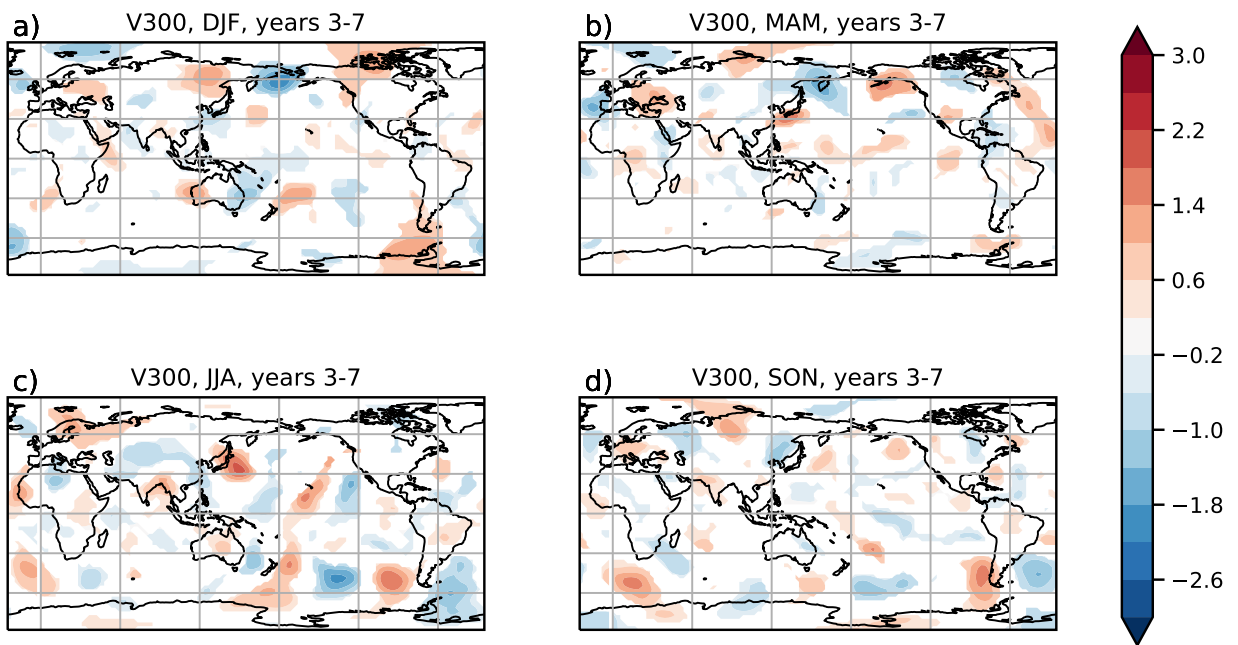 a) V300, DJF, years 3-7
b) V300, MAM, years 3-7
3.0
2.2
1.4
0.6
−0.2
−1.0
−1.8
−2.6
c) V300, JJA, years 3-7
d) V300, SON, years 3-7